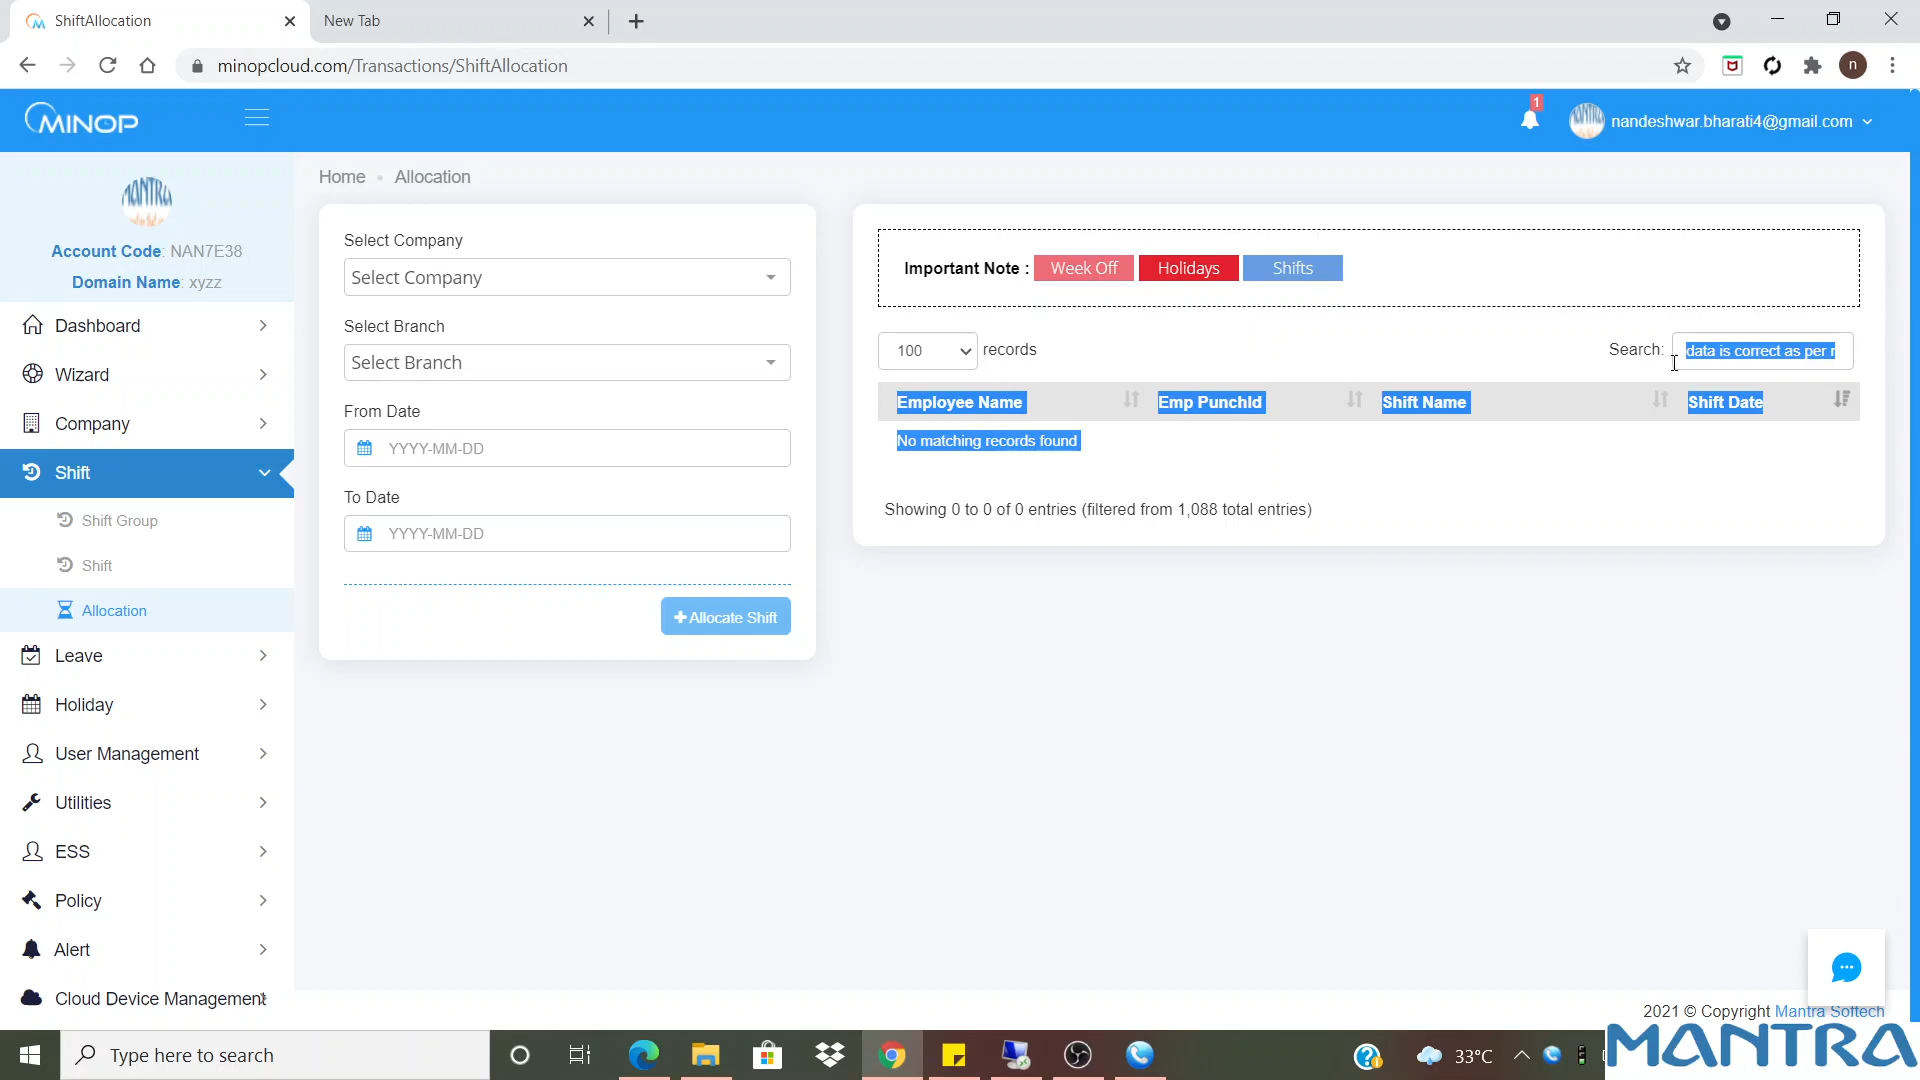 ShiftAllocation
New Tab
minopcloud.com/Transactions/ShiftAllocation
n
MINOP
1
MANTRA
nandeshwar.bharati4@gmail.com
MANTRA
Account Code: NAN7E38
Domain Name: xyzz
Dashboard
Wizard
Company
Shift
Shift Group
Shift
Allocation
Leave
Holiday
User Management
Utilities
ESS
Policy
Alert
Cloud Device Management
Home • Allocation
Select Company
Select Company
Select Branch
Select Branch
From Date
YYYY-MM-DD
To Date
YYYY-MM-DD
Allocate Shift
Important Note : Week Off Holidays Shifts
100 records
Search: data is correct as per r
Employee Name Emp PunchId Shift Name Shift Date
No matching records found
Showing 0 to 0 of 0 entries (filtered from 1,088 total entries)
2021 © Copyright Mantra Softech
Type here to search
33°C
MANTRA